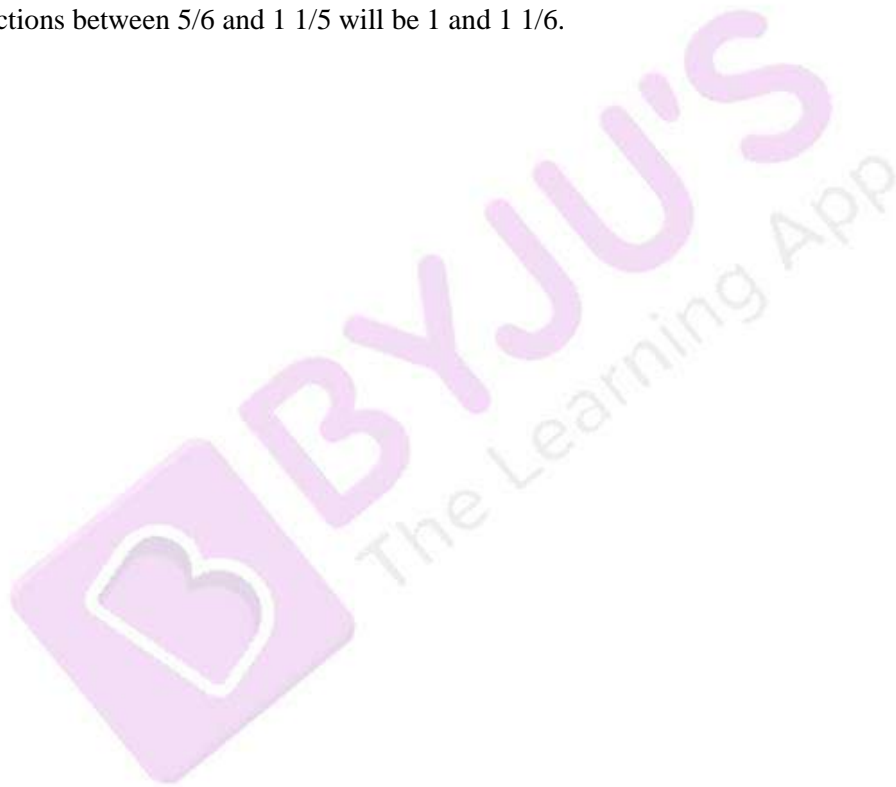 ctions between 5/6 and 1 1/5 will be 1 and 1 1/6.
BYJU'S
The Learning App